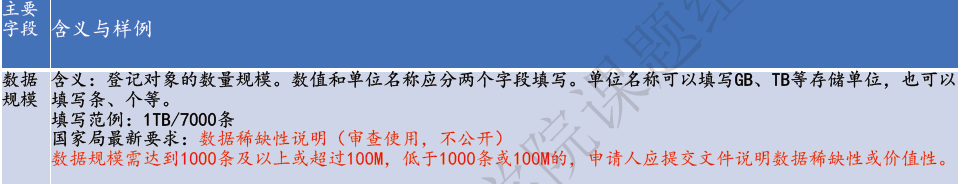 主要
字段
含义与样例
数据
规模
含义：登记对象的数量规模。数值和单位名称应分两个字段填写。单位名称可以填写GB、TB等存储单位，也可以
填写条、个等。
填写范例：1TB/7000条
国家局最新要求：数据稀缺性说明（审查使用，不公开）
数据规模需达到1000条及以上或超过100M，低于1000条或100M的，申请人应提交文件说明数据稀缺性或价值性。
院课题组